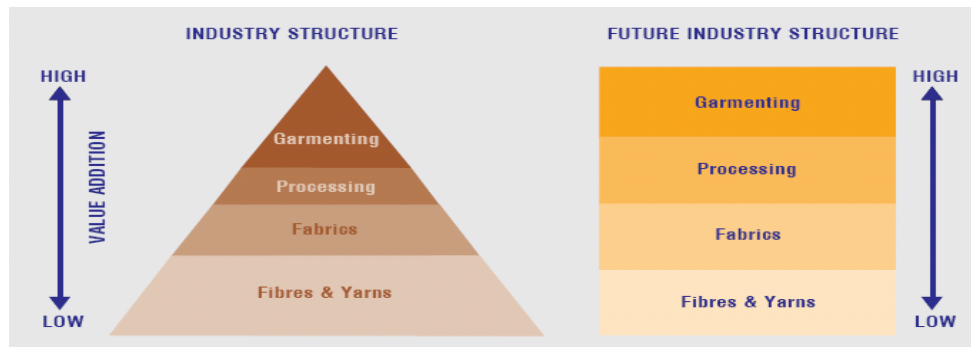 INDUSTRY STRUCTURE
HIGH
VALUE ADDITION
LOW
Garmenting
Processing
Fabrics
Fibres & Yarns
FUTURE INDUSTRY STRUCTURE
Garmenting
Processing
Fabrics
Fibres & Yarns
HIGH
LOW